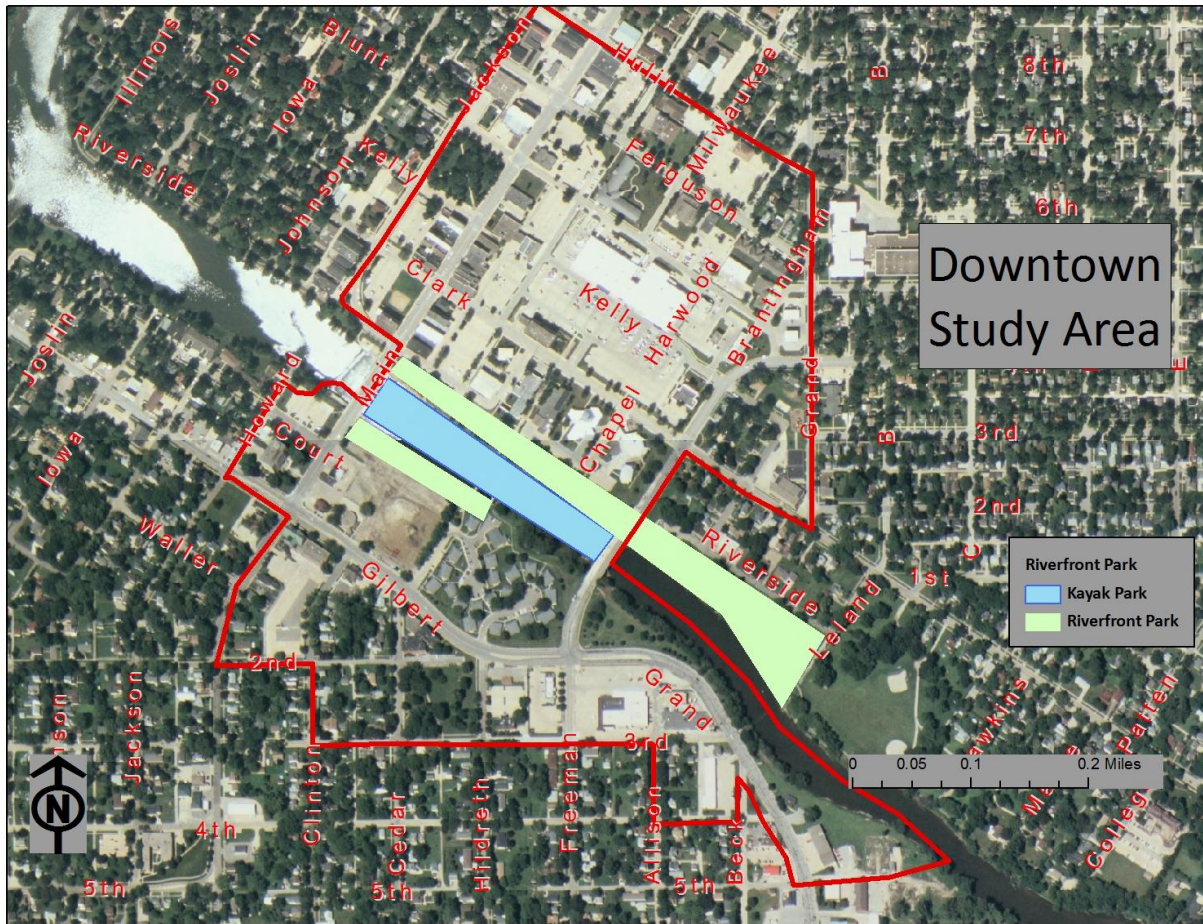 Illinois
Joslin
Iowa
Blunt
Jackson
Hulin
Milwaukee
B
8th
7th
6th
Riverside
Johnson
Kelly
Ferguson
Downtown
Study Area
Clark
Kelly
Harwood
Brantingham
Grand
E
Joslin
Iowa
Howard
Main
Court
Chapel
B
3rd
2nd
C
1st
Waller
Gilbert
Riverside
Leland
Riverfront Park
Kayak Park
Riverfront Park
2nd
Grand
3rd
Jackson
Clinton
Cedar
Hildreth
Freeman
Allison
Beck
4th
5th
5th
5th
Patten
0 0.05 0.1 0.2 Miles
N